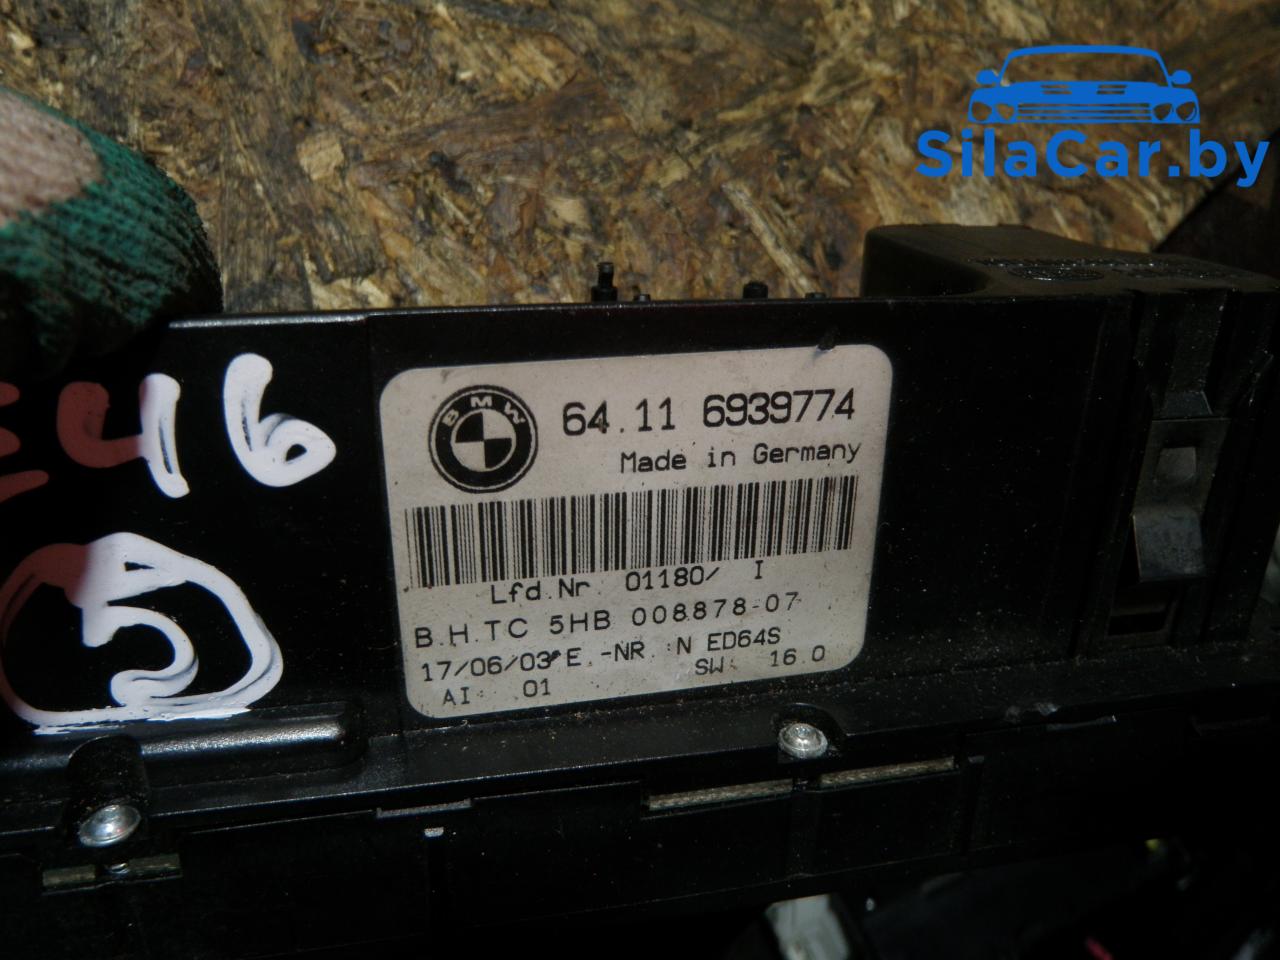 SilaCar.by
E46
5
BMW
64.11 6939774
Made in Germany
Lfd.Nr. 01180/ I
B.H.TC 5HB 008878-07
17/06/03 E.-NR. :N ED64S
AI: 01 SW: 16.0